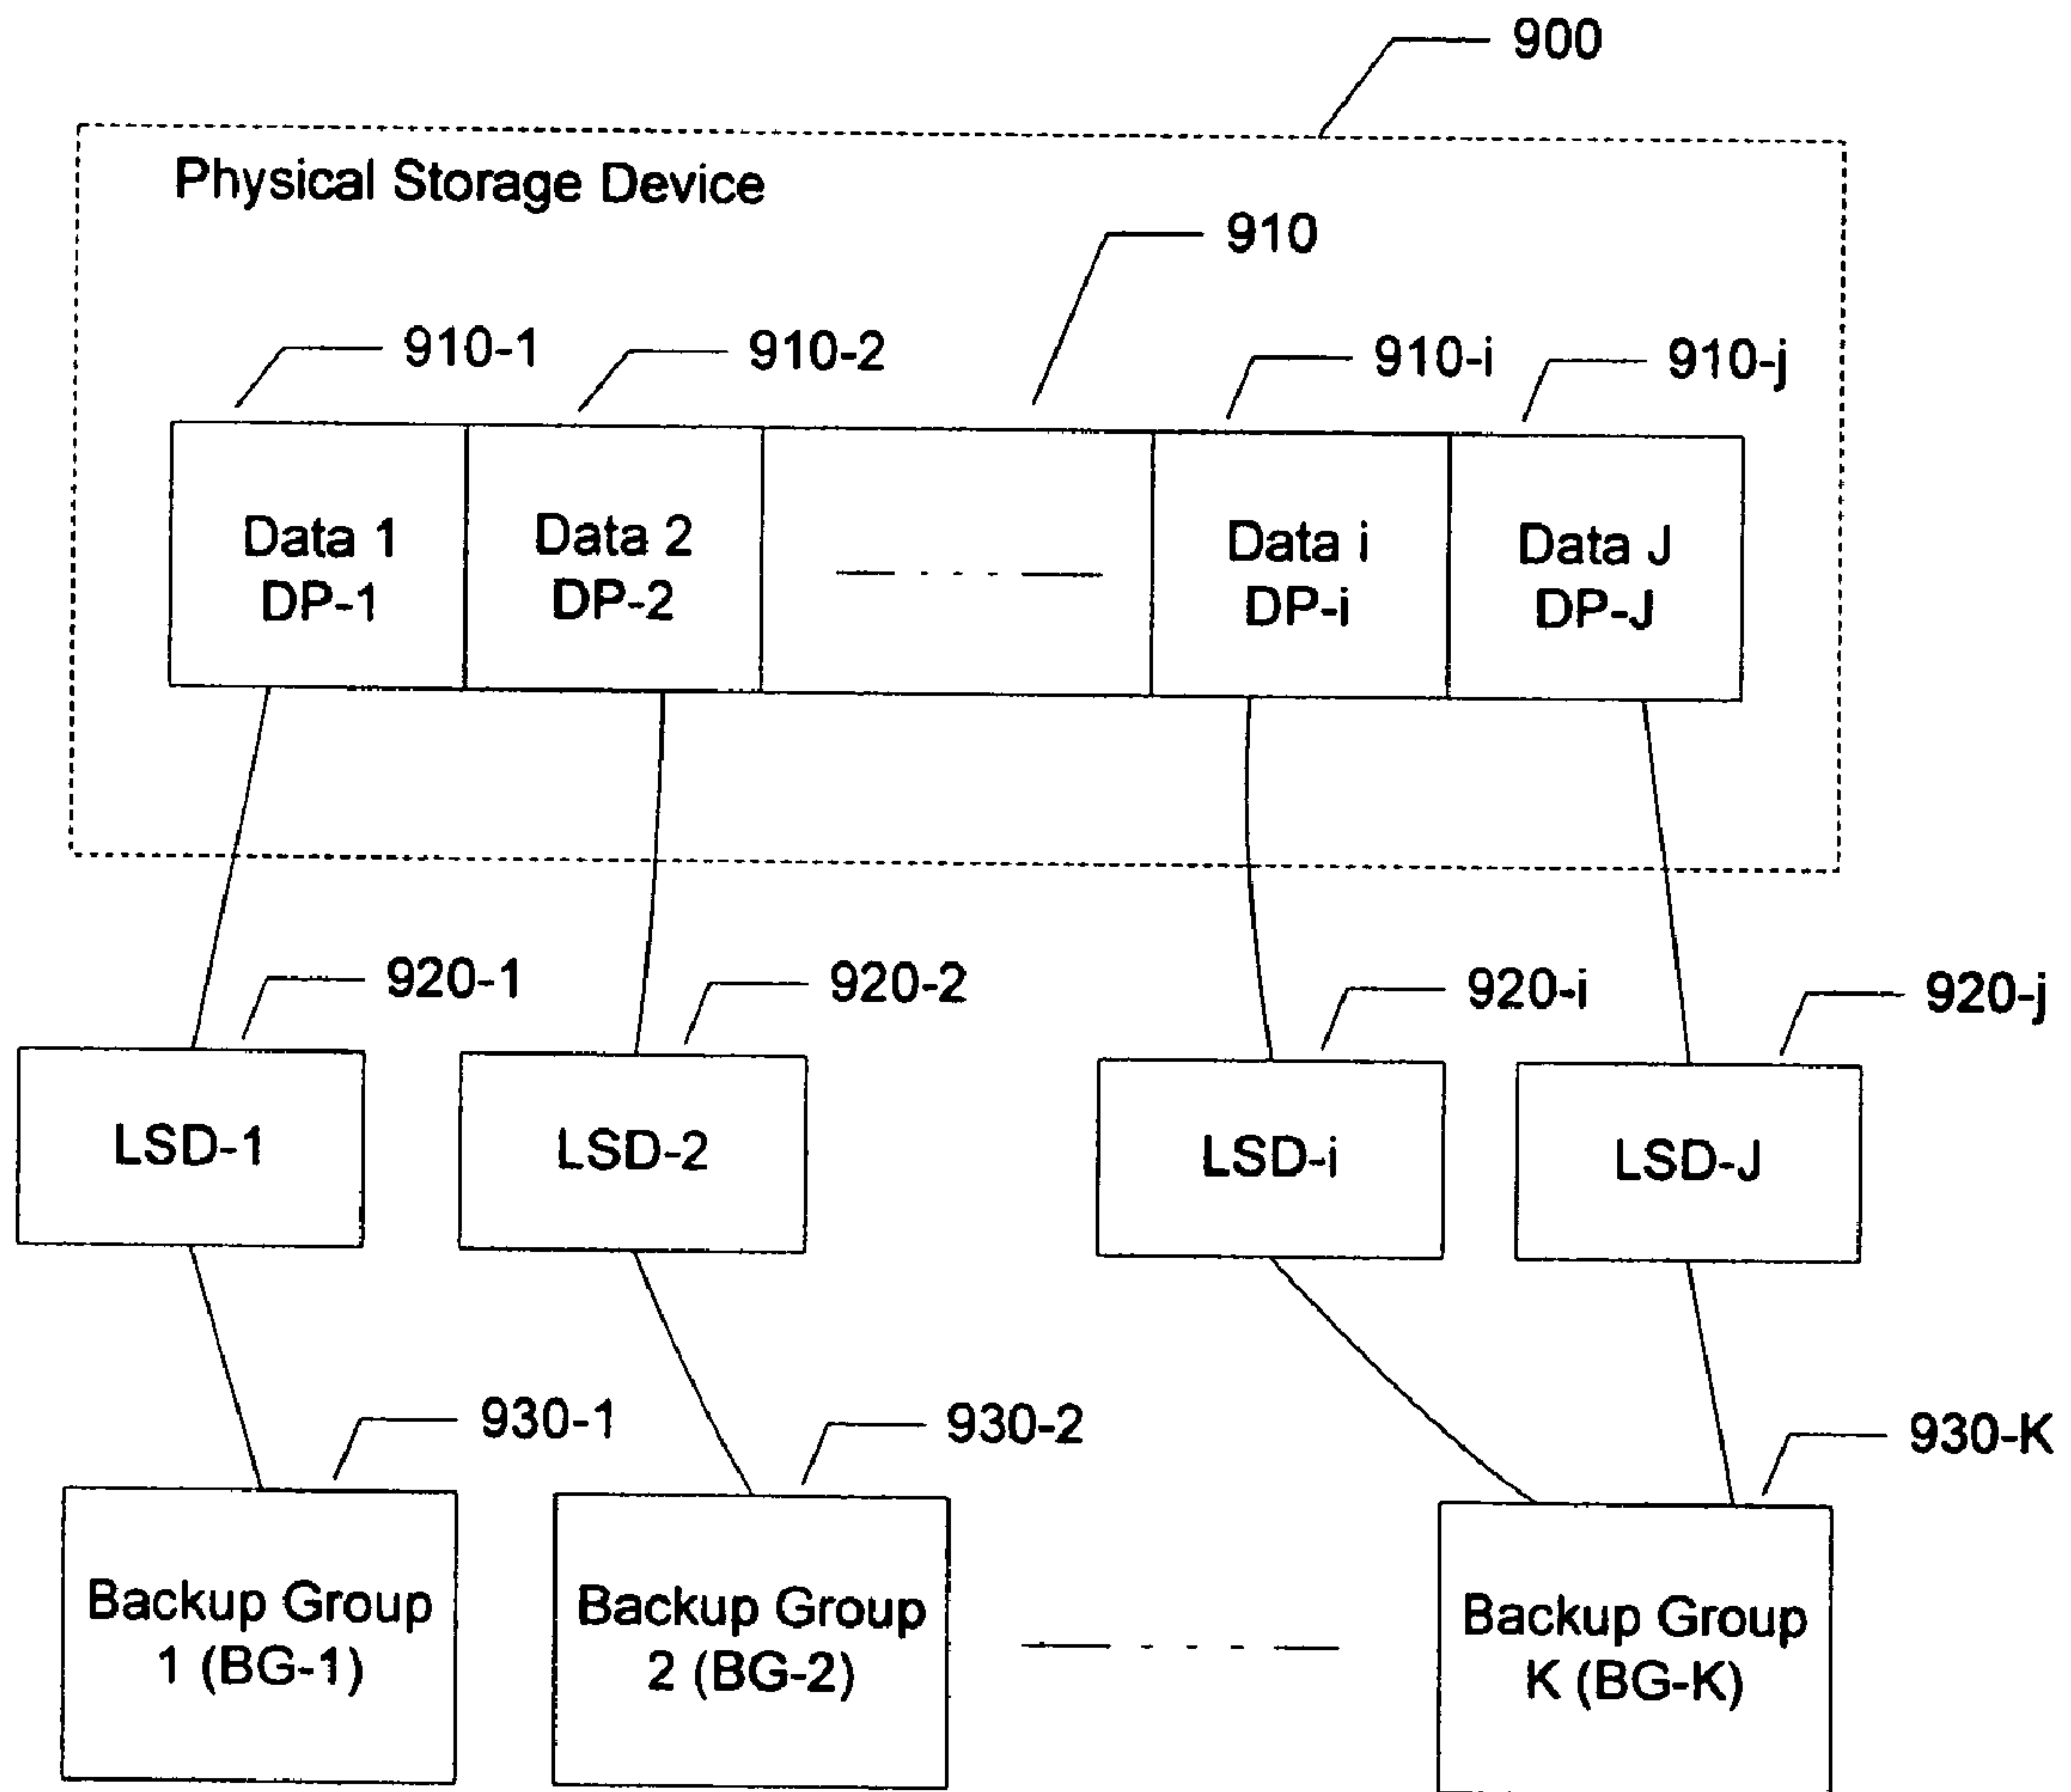 900
Physical Storage Device
910
910-1
910-2
910-i
910-j
Data 1
DP-1
Data 2
DP-2
Data i
DP-i
Data J
DP-J
920-1
920-2
920-i
920-j
LSD-1
LSD-2
LSD-i
LSD-J
930-1
930-2
930-K
Backup Group
1 (BG-1)
Backup Group
2 (BG-2)
Backup Group
K (BG-K)